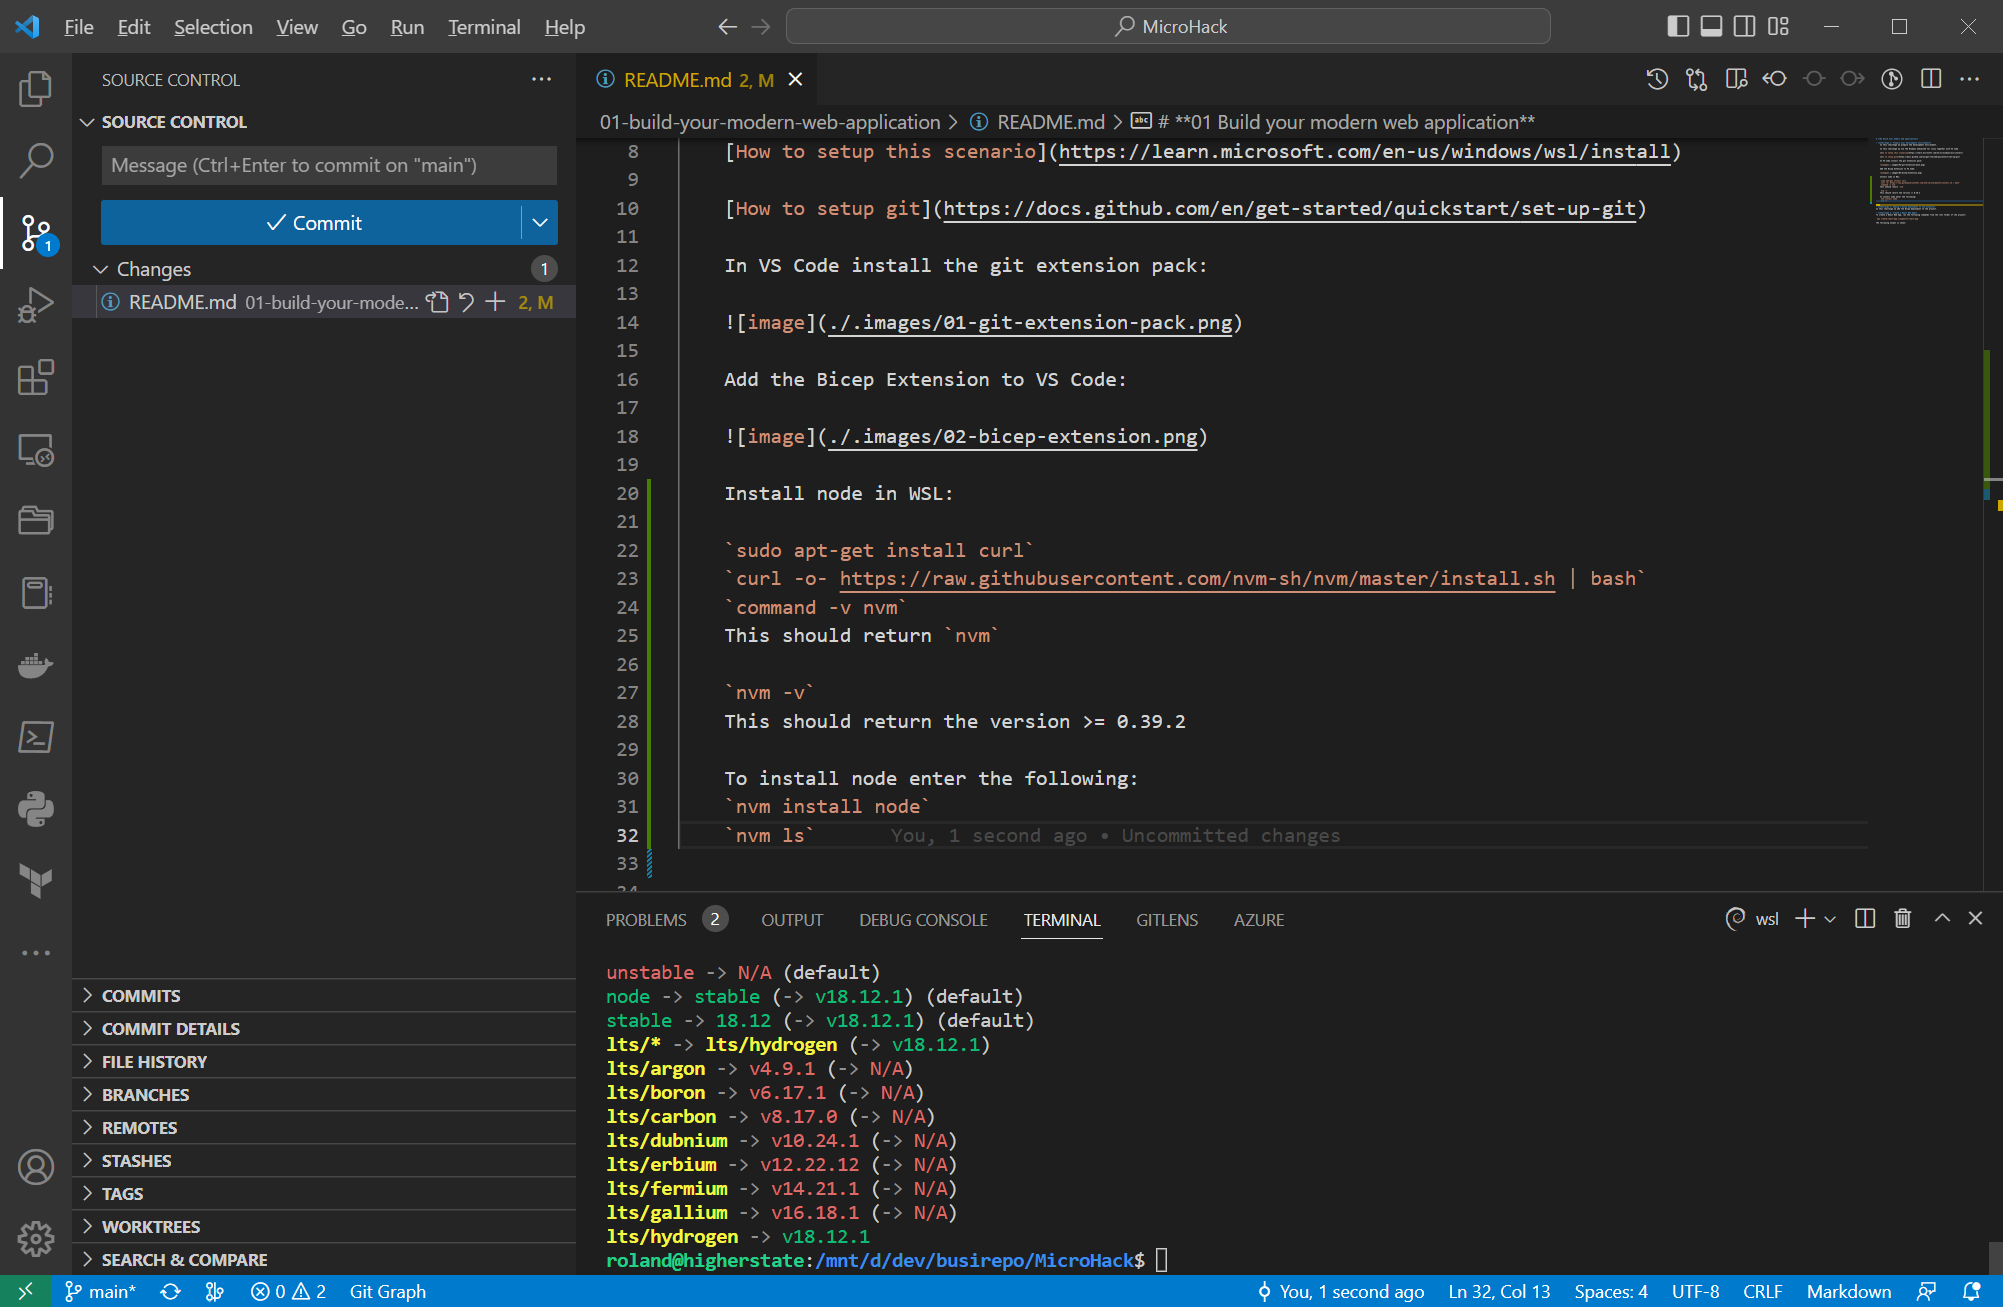 File Edit Selection View Go Run Terminal Help
MicroHack
SOURCE CONTROL
SOURCE CONTROL
Message (Ctrl+Enter to commit on "main")
Commit
Changes 1
README.md 01-build-your-mode... 2, M
1
COMMITS
COMMIT DETAILS
FILE HISTORY
BRANCHES
REMOTES
STASHES
TAGS
WORKTREES
SEARCH & COMPARE
README.md 2, M
01-build-your-modern-web-application > README.md > # **01 Build your modern web application**
8 [How to setup this scenario](https://learn.microsoft.com/en-us/windows/wsl/install)
9
10 [How to setup git](https://docs.github.com/en/get-started/quickstart/set-up-git)
11
12 In VS Code install the git extension pack:
13
14 ![image](./.images/01-git-extension-pack.png)
15
16 Add the Bicep Extension to VS Code:
17
18 ![image](./.images/02-bicep-extension.png)
19
20 Install node in WSL:
21
22 `sudo apt-get install curl`
23 `curl -o- https://raw.githubusercontent.com/nvm-sh/nvm/master/install.sh | bash`
24 `command -v nvm`
25 This should return `nvm`
26
27 `nvm -v`
28 This should return the version >= 0.39.2
29
30 To install node enter the following:
31 `nvm install node`
32 `nvm ls` You, 1 second ago • Uncommitted changes
33
PROBLEMS 2 OUTPUT DEBUG CONSOLE TERMINAL GITLENS AZURE
wsl
unstable -> N/A (default)
node -> stable (-> v18.12.1) (default)
stable -> 18.12 (-> v18.12.1) (default)
lts/* -> lts/hydrogen (-> v18.12.1)
lts/argon -> v4.9.1 (-> N/A)
lts/boron -> v6.17.1 (-> N/A)
lts/carbon -> v8.17.0 (-> N/A)
lts/dubnium -> v10.24.1 (-> N/A)
lts/erbium -> v12.22.12 (-> N/A)
lts/fermium -> v14.21.1 (-> N/A)
lts/gallium -> v16.18.1 (-> N/A)
lts/hydrogen -> v18.12.1
roland@higherstate:/mnt/d/dev/busirepo/MicroHack$
main* 0 2 Git Graph You, 1 second ago Ln 32, Col 13 Spaces: 4 UTF-8 CRLF Markdown